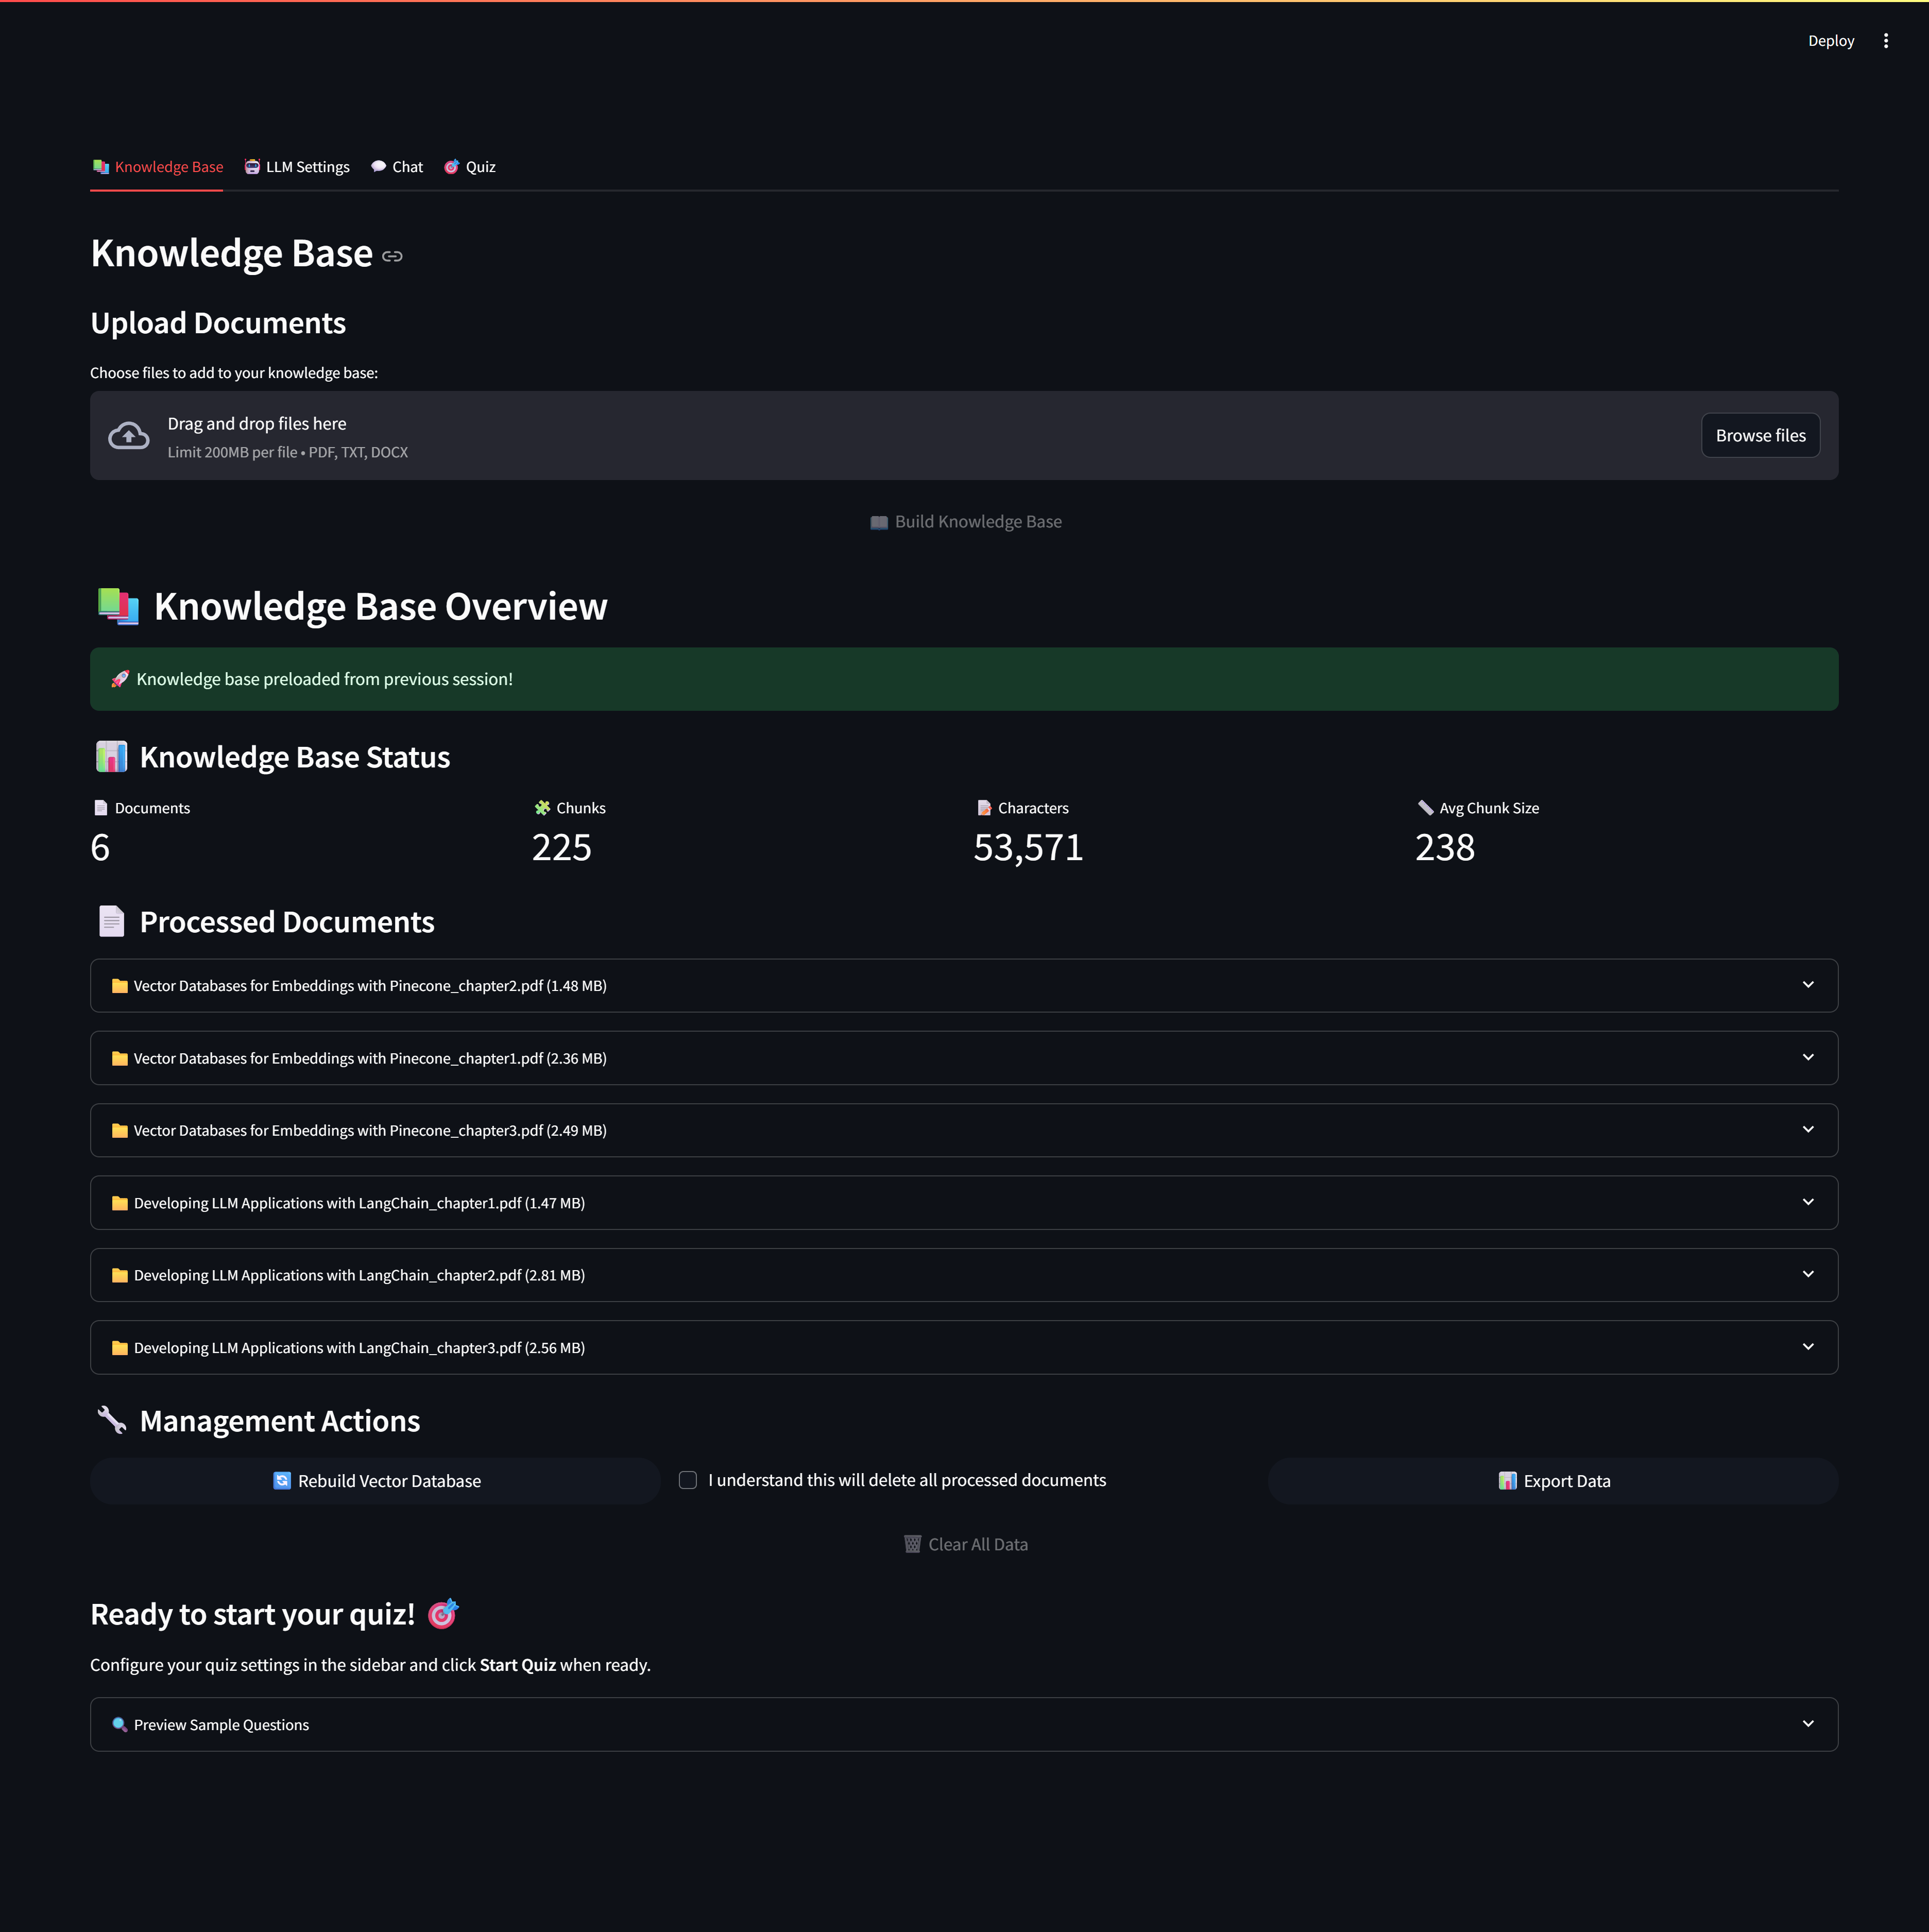 Deploy
Knowledge Base
LLM Settings
Chat
Quiz
Knowledge Base
Upload Documents
Choose files to add to your knowledge base:
Drag and drop files here
Limit 200MB per file • PDF, TXT, DOCX
Browse files
Build Knowledge Base
Knowledge Base Overview
Knowledge base preloaded from previous session!
Knowledge Base Status
Documents
6
Chunks
225
Characters
53,571
Avg Chunk Size
238
Processed Documents
Vector Databases for Embeddings with Pinecone_chapter2.pdf (1.48 MB)
Vector Databases for Embeddings with Pinecone_chapter1.pdf (2.36 MB)
Vector Databases for Embeddings with Pinecone_chapter3.pdf (2.49 MB)
Developing LLM Applications with LangChain_chapter1.pdf (1.47 MB)
Developing LLM Applications with LangChain_chapter2.pdf (2.81 MB)
Developing LLM Applications with LangChain_chapter3.pdf (2.56 MB)
Management Actions
Rebuild Vector Database
I understand this will delete all processed documents
Export Data
Clear All Data
Ready to start your quiz!
Configure your quiz settings in the sidebar and click Start Quiz when ready.
Preview Sample Questions